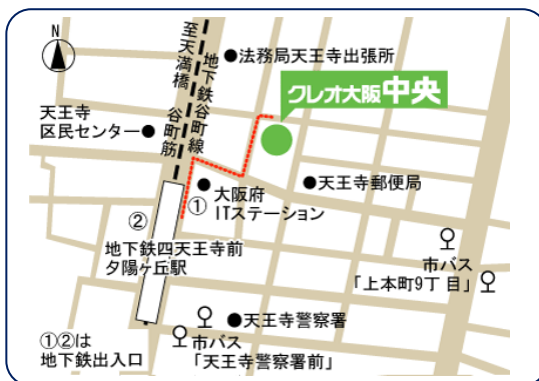 N
至天満橋
地下鉄谷町線
谷町筋
●法務局天王寺出張所
クレオ大阪中央
天王寺
区民センター●
●大阪府
ITステーション
●天王寺郵便局
①
②
地下鉄四天王寺前
夕陽ヶ丘駅
市バス
「上本町9丁目」
●天王寺警察署
市バス
「天王寺警察署前」
①②は
地下鉄出入口